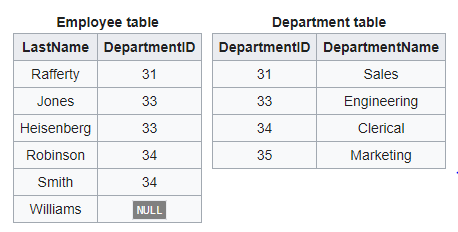 Employee table
LastName DepartmentID
Rafferty 31
Jones 33
Heisenberg 33
Robinson 34
Smith 34
Williams NULL
Department table
DepartmentID DepartmentName
31 Sales
33 Engineering
34 Clerical
35 Marketing